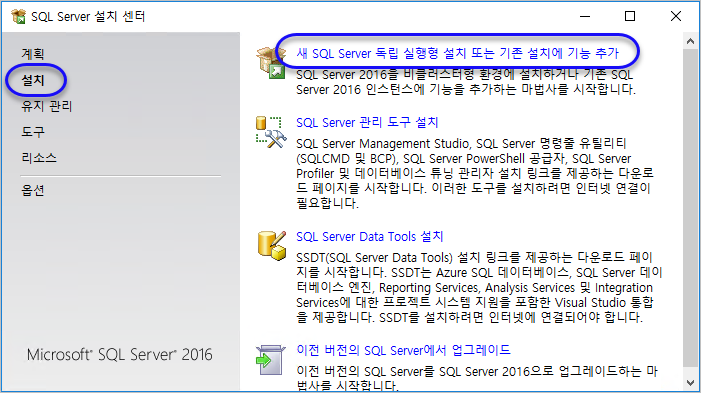 SQL Server 설치 센터
계획
설치
유지 관리
도구
리소스
옵션
Microsoft® SQL Server® 2016
새 SQL Server 독립 실행형 설치 또는 기존 설치에 기능 추가
SQL Server 2016을 비클러스터형 환경에 설치하거나 기존 SQL
Server 2016 인스턴스에 기능을 추가하는 마법사를 시작합니다.
SQL Server 관리 도구 설치
SQL Server Management Studio, SQL Server 명령줄 유틸리티
(SQLCMD 및 BCP), SQL Server PowerShell 공급자, SQL Server
Profiler 및 데이터베이스 튜닝 관리자 설치 링크를 제공하는 다운로
드 페이지를 시작합니다. 이러한 도구를 설치하려면 인터넷 연결이
필요합니다.
SQL Server Data Tools 설치
SSDT(SQL Server Data Tools) 설치 링크를 제공하는 다운로드 페이
지를 시작합니다. SSDT는 Azure SQL 데이터베이스, SQL Server 데이
터베이스 엔진, Reporting Services, Analysis Services 및 Integration
Services에 대한 프로젝트 시스템 지원을 포함한 Visual Studio 통합
을 제공합니다. SSDT를 설치하려면 인터넷에 연결되어야 합니다.
이전 버전의 SQL Server에서 업그레이드
이전 버전의 SQL Server를 SQL Server 2016으로 업그레이드하는 마
법사를 시작합니다.